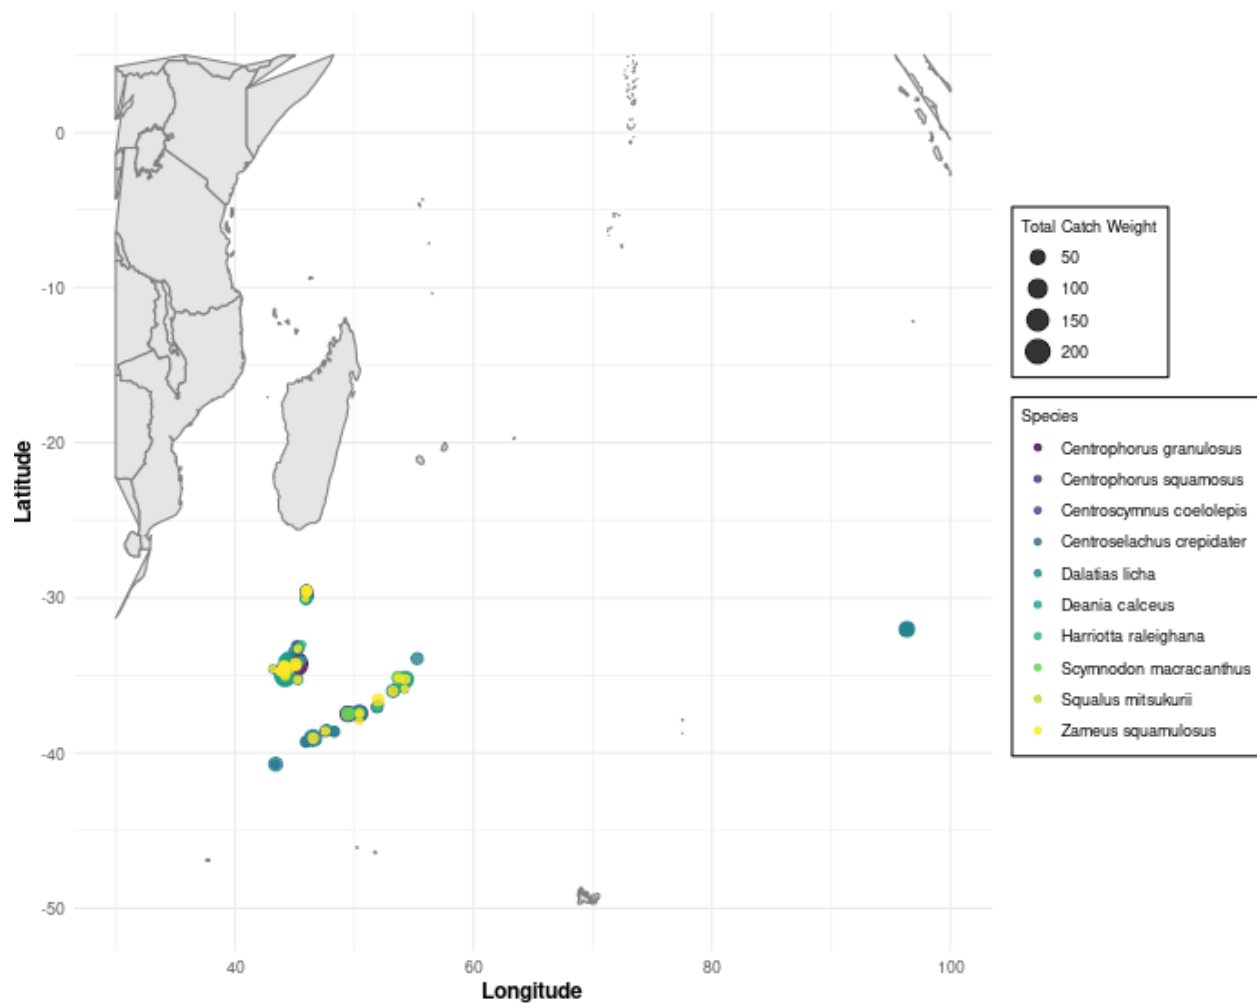 0
-10
-20
-30
-40
-50
Latitude
40
60
80
100
Longitude
Total Catch Weight
50
100
150
200
Species
Centrophorus granulosus
Centrophorus squamosus
Centroscymnus coelolepis
Centroselachus crepidater
Dalatias licha
Deania calceus
Harriotta raleighana
Scymnodon macracanthus
Squalus mitsukurii
Zameus squamulosus